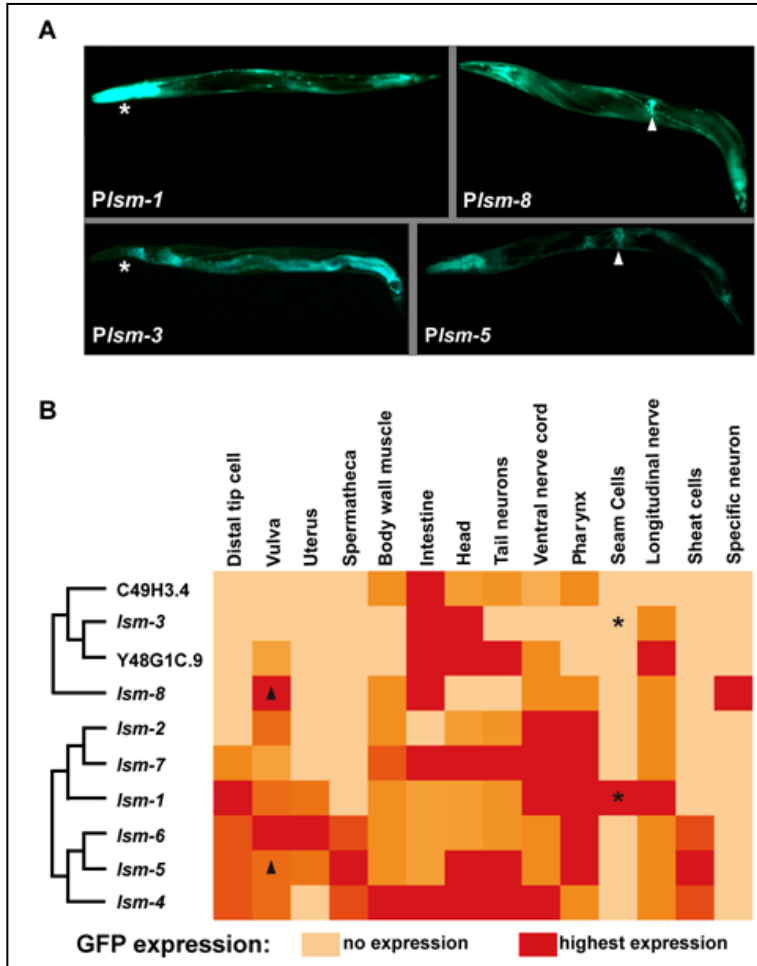 A
*
Plsm-1
Plsm-8
*
Plsm-3
Plsm-5
B
Distal tip cell
Vulva
Uterus
Spermatheca
Body wall muscle
Intestine
Head
Tail neurons
Ventral nerve cord
Pharynx
Seam Cells
Longitudinal nerve
Sheat cells
Specific neuron
C49H3.4
lsm-3 *
Y48G1C.9
lsm-8
lsm-2
lsm-7
lsm-1 *
lsm-6
lsm-5
lsm-4
GFP expression: no expression highest expression